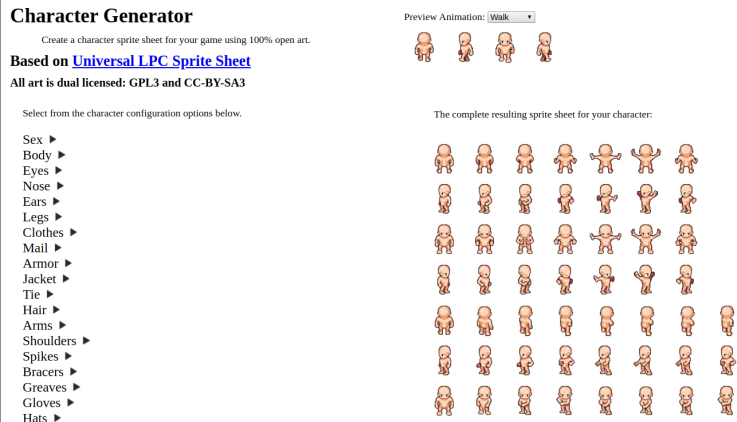 Character Generator
Create a character sprite sheet for your game using 100% open art.
Based on Universal LPC Sprite Sheet
All art is dual licensed: GPL3 and CC-BY-SA3
Select from the character configuration options below.
Sex
Body
Eyes
Nose
Ears
Legs
Clothes
Mail
Armor
Jacket
Tie
Hair
Arms
Shoulders
Spikes
Bracers
Greaves
Gloves
Hats
Preview Animation: Walk
The complete resulting sprite sheet for your character: